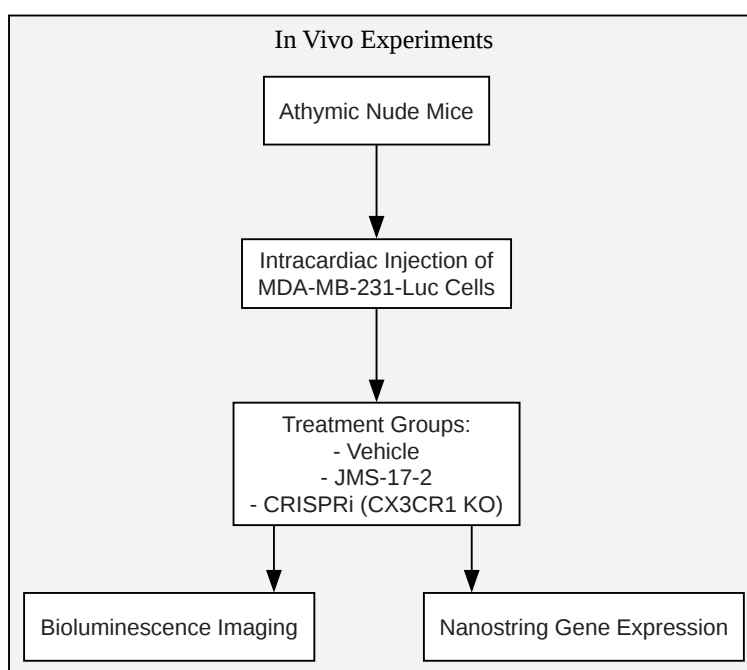 In Vivo Experiments
Athymic Nude Mice
Intracardiac Injection of
MDA-MB-231-Luc Cells
Treatment Groups:
- Vehicle
- JMS-17-2
- CRISPRi (CX3CR1 KO)
Bioluminescence Imaging
Nanostring Gene Expression